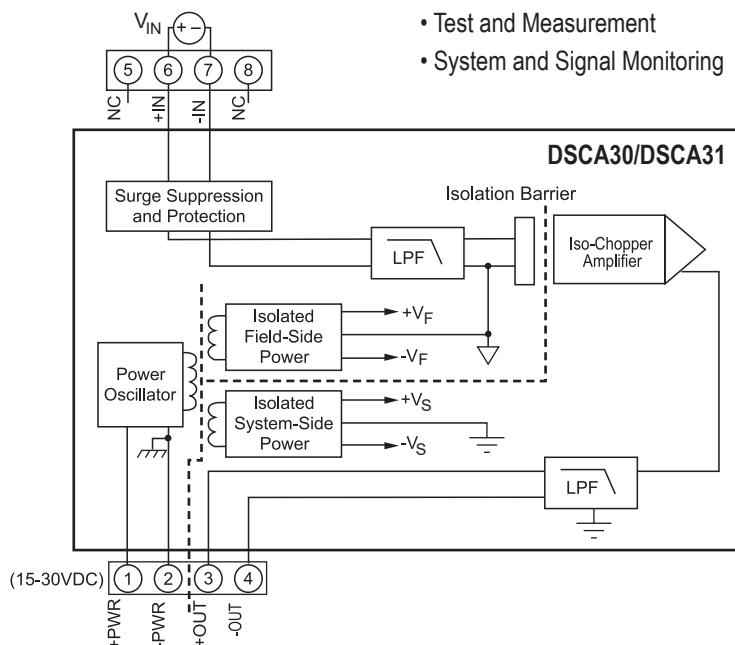 • Test and Measurement
• System and Signal Monitoring
VIN
+ −
5 6 7 8
NC +IN -IN NC
DSCA30/DSCA31
Surge Suppression
and Protection
Isolation Barrier
LPF
Iso-Chopper
Amplifier
Isolated
Field-Side
Power
+VF
-VF
Power
Oscillator
Isolated
System-Side
Power
+VS
-VS
LPF
(15-30VDC) 1 2 3 4
+PWR -PWR +OUT -OUT